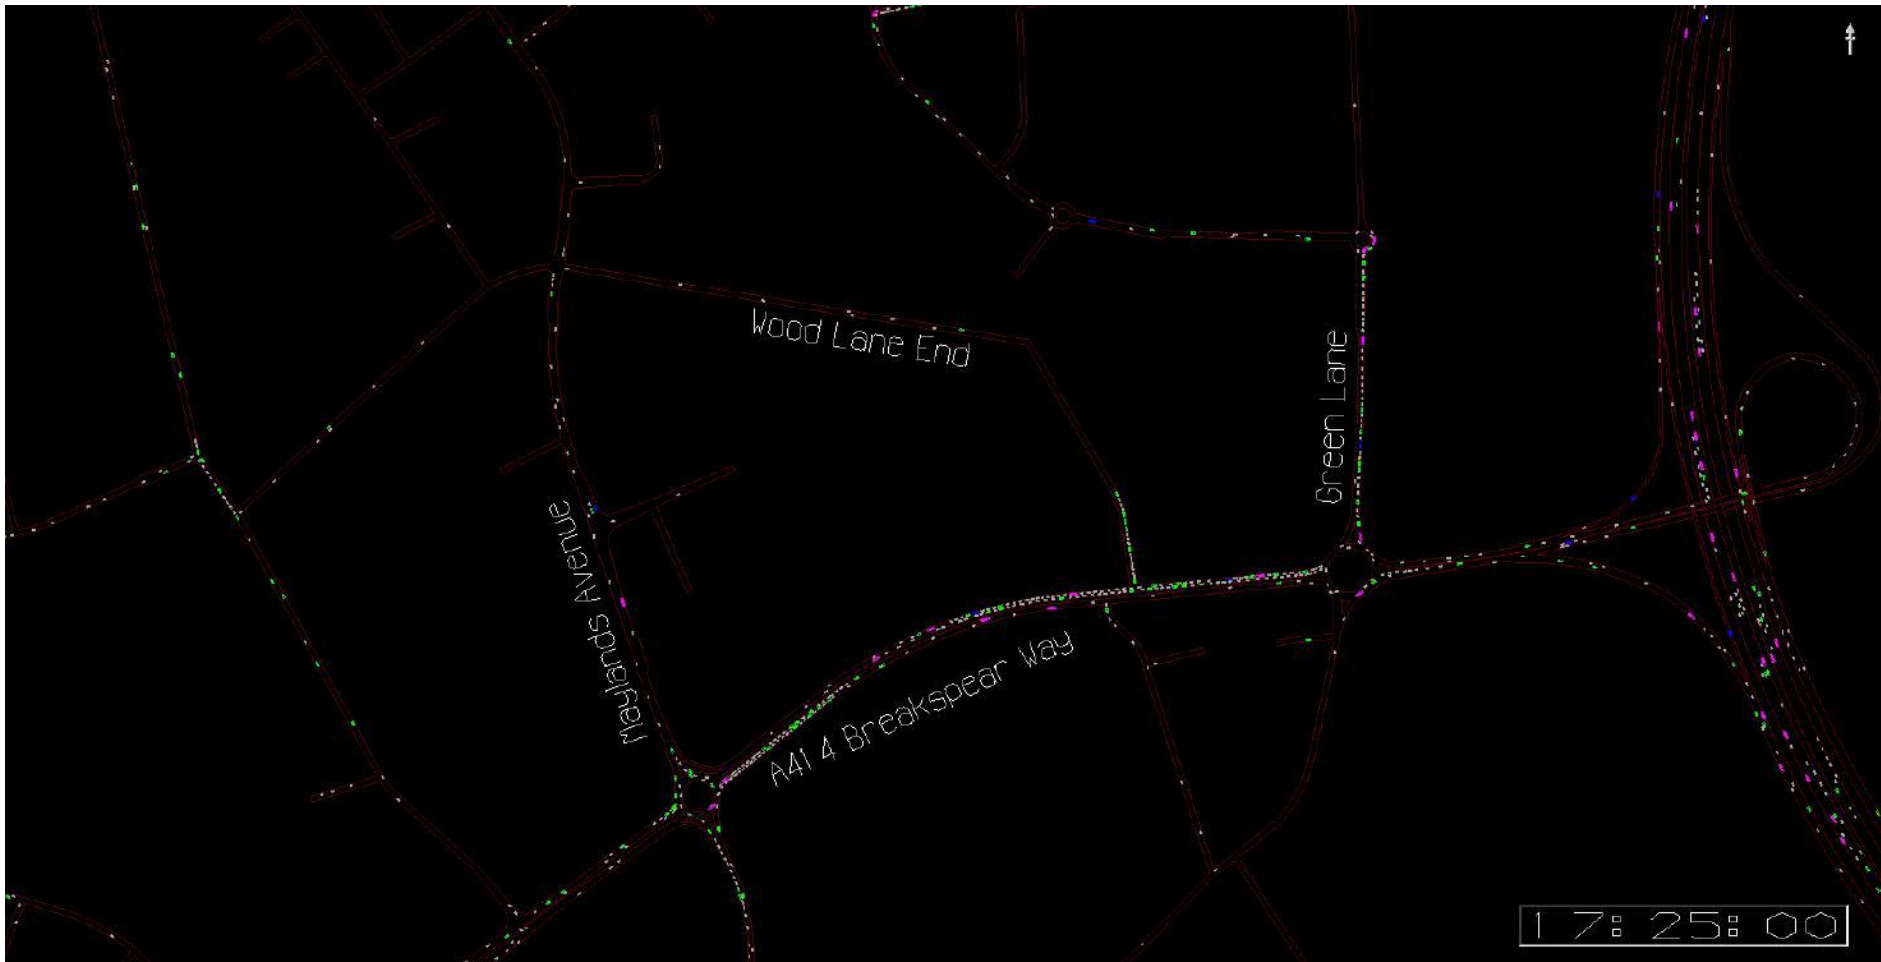 Wood Lane End
Green Lane
Maylands Avenue
A41 4 Breakspear Way
17:25:00